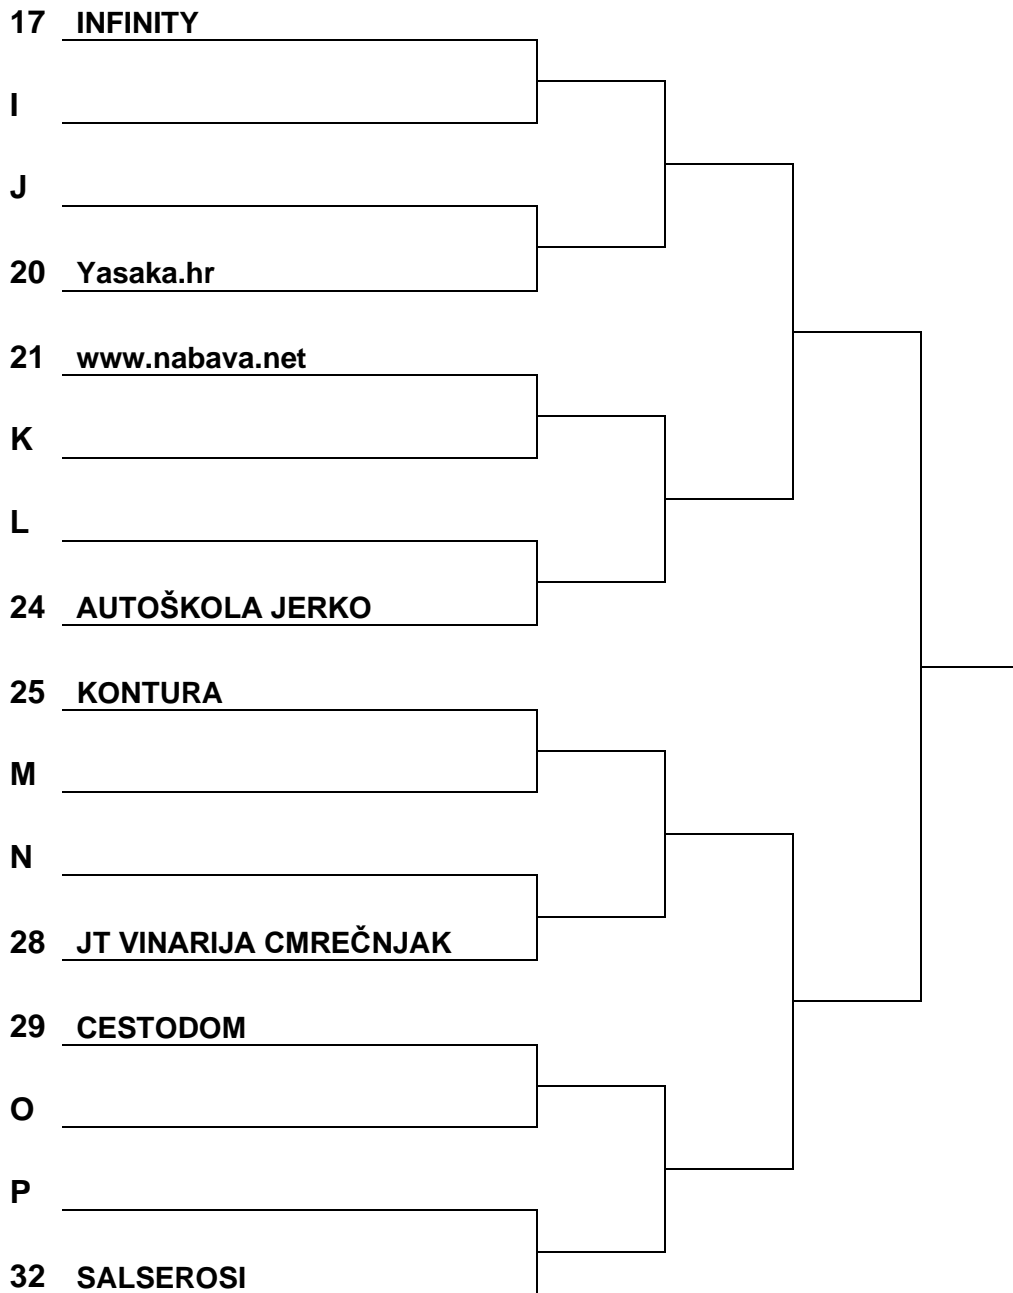 17 INFINITY
I
J
20 Yasaka.hr
21 www.nabava.net
K
L
24 AUTOŠKOLA JERKO
25 KONTURA
M
N
28 JT VINARIJA CMREČNJAK
29 CESTODOM
O
P
32 SALSEROSI